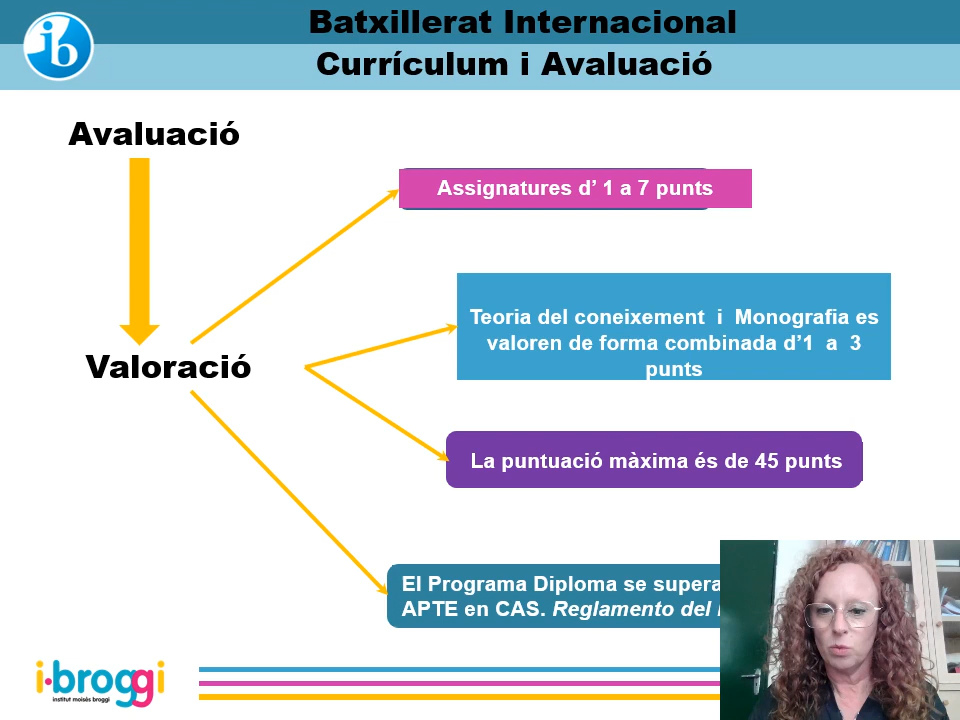 Batxillerat Internacional
Currículum i Avaluació
ib
Avaluació
Assignatures d’ 1 a 7 punts
Teoria del coneixement i Monografia es
valoren de forma combinada d’1 a 3
punts
Valoració
La puntuació màxima és de 45 punts
El Programa Diploma se supera
APTE en CAS. Reglamento del
i·broggi
institut moisès broggi